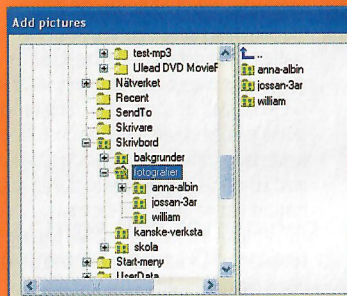 Add pictures
test-mp3
Ulead DVD MovieF
Nätverket
Recent
SendTo
Skrivare
Skrivbord
bakgrunder
fotografier
anna-albin
jossan-3ar
william
kanske-verksta
skola
Start-meny
UserData
..
anna-albin
jossan-3ar
william